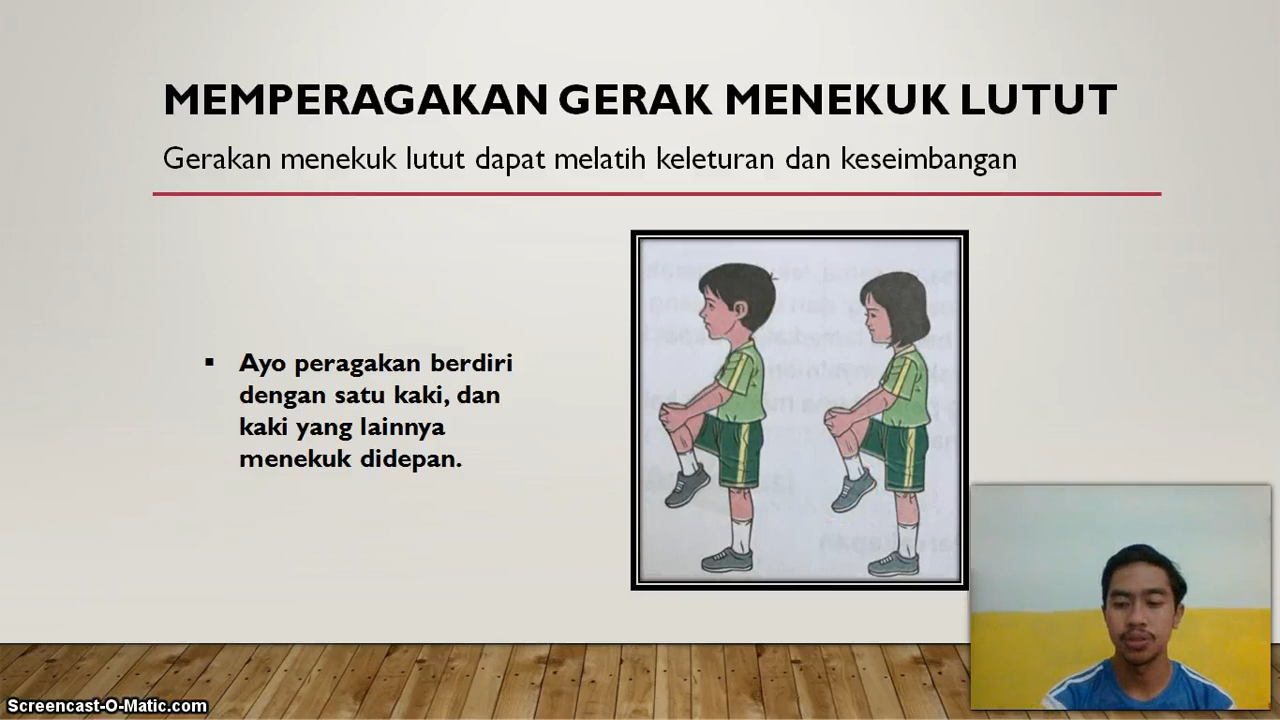 MEMPERAGAKAN GERAK MENEKUK LUTUT
Gerakan menekuk lutut dapat melatih keleturan dan keseimbangan
▪ Ayo peragakan berdiri
dengan satu kaki, dan
kaki yang lainnya
menekuk didepan.
Screencast-O-Matic.com